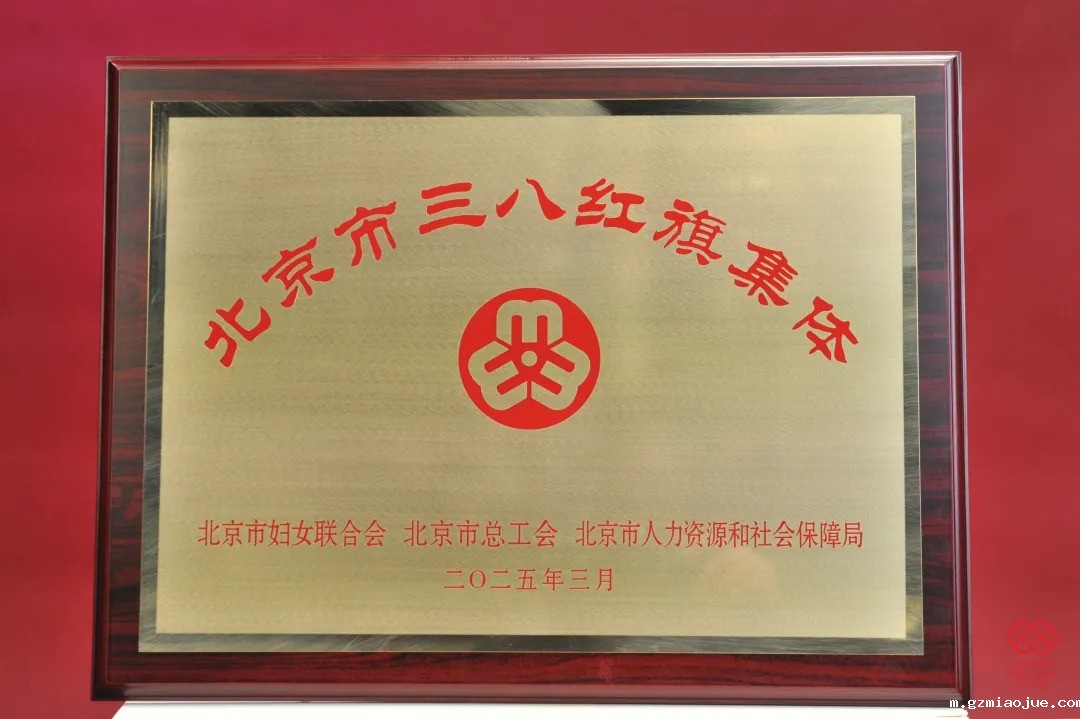 北京市三八红旗集体
北京市妇女联合会 北京市总工会 北京市人力资源和社会保障局
二〇二五年三月
m.gzmiaojue.com